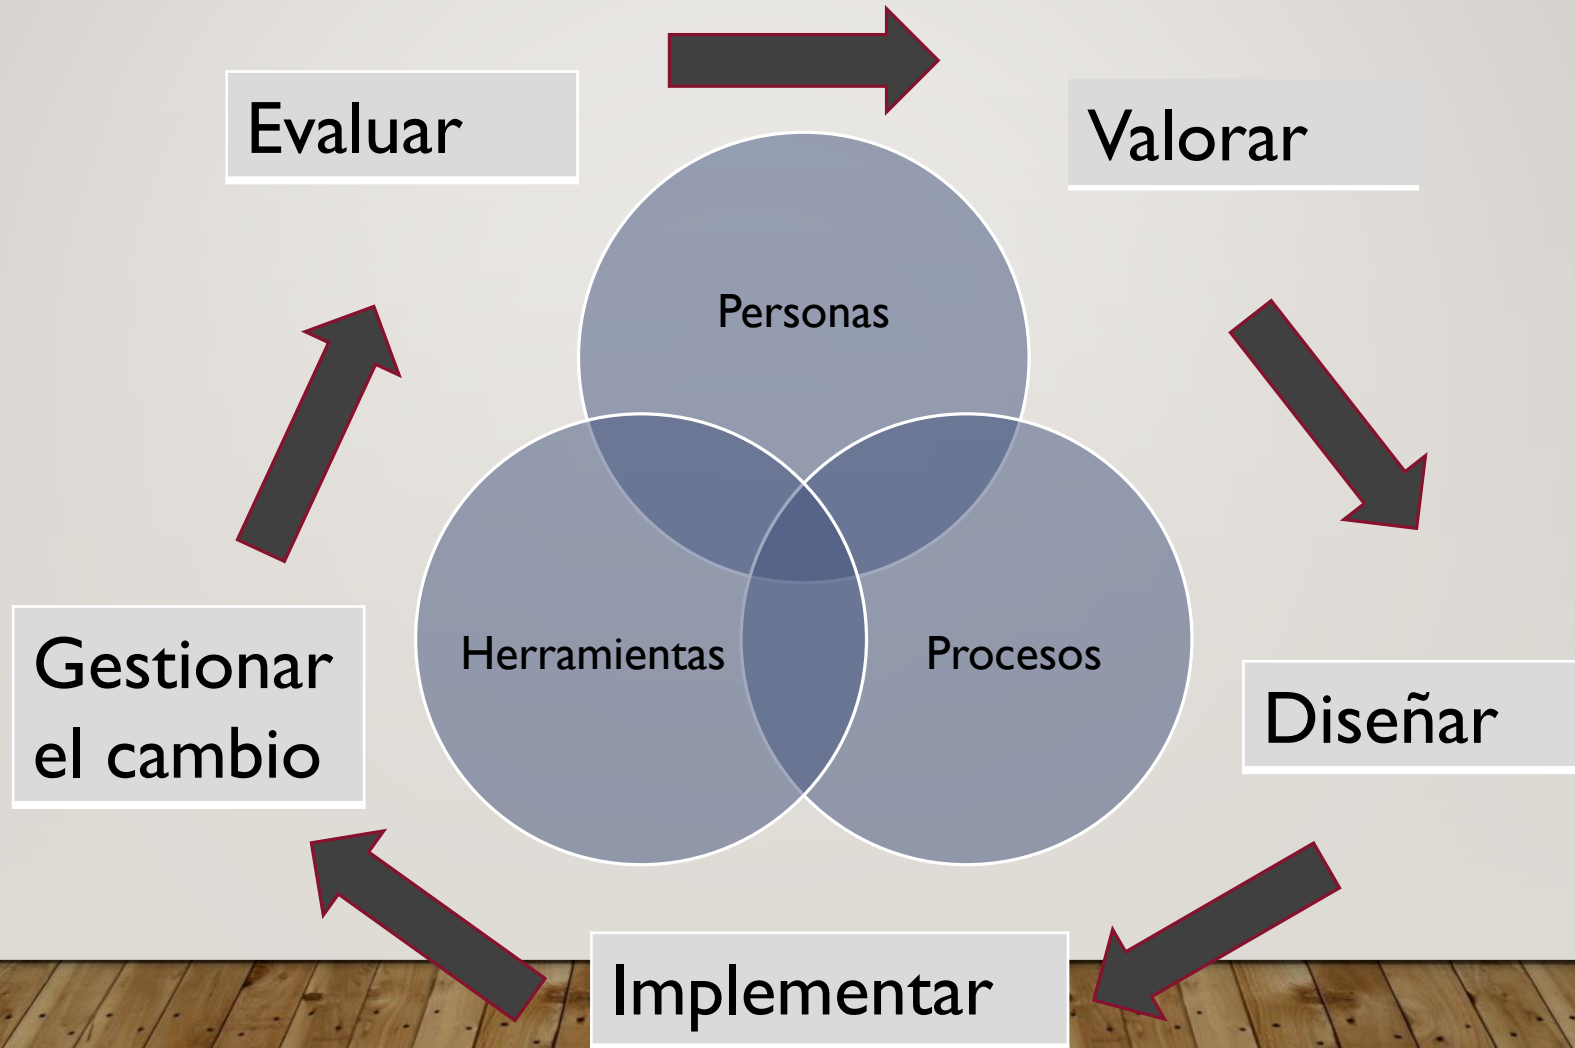 Evaluar
Valorar
Personas
Herramientas
Procesos
Gestionar
el cambio
Diseñar
Implementar